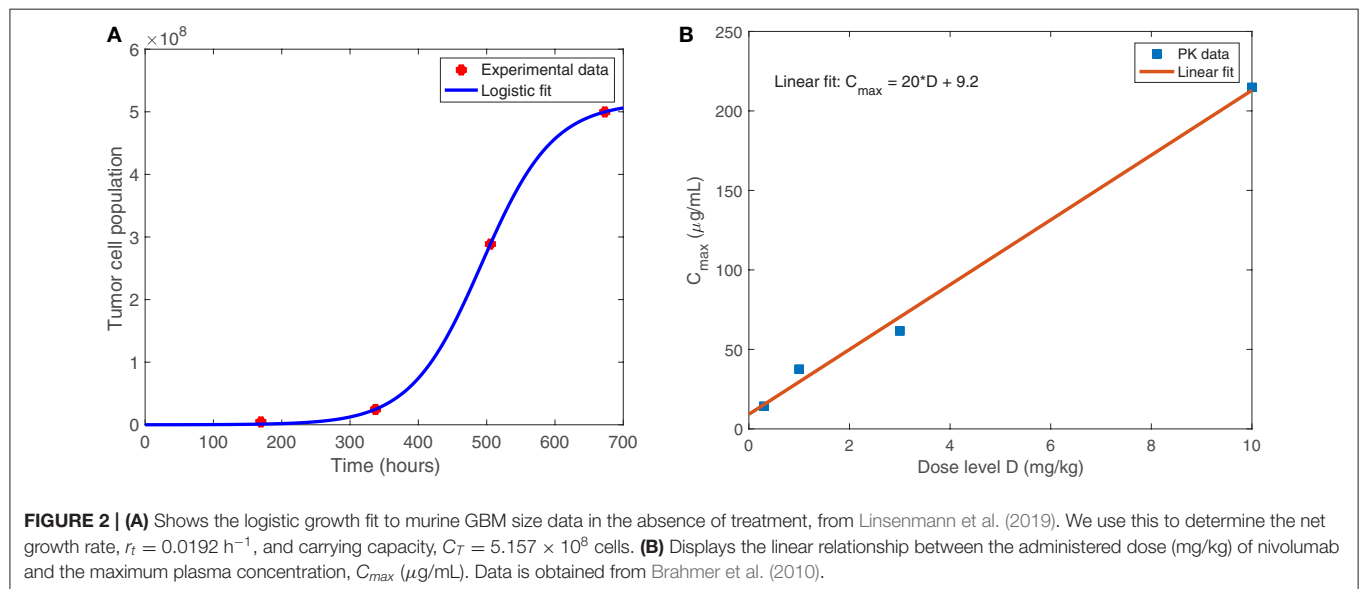 A
×10⁸
6
5
4
3
2
1
0
Tumor cell population
Experimental data
Logistic fit
0 100 200 300 400 500 600 700
Time (hours)
B
250
200
150
100
50
0
C_max (μg/mL)
Linear fit: C_max = 20*D + 9.2
PK data
Linear fit
0 2 4 6 8 10
Dose level D (mg/kg)
FIGURE 2 | (A) Shows the logistic growth fit to murine GBM size data in the absence of treatment, from Linsenmann et al. (2019). We use this to determine the net
growth rate, r_t = 0.0192 h⁻¹, and carrying capacity, C_T = 5.157 × 10⁸ cells. (B) Displays the linear relationship between the administered dose (mg/kg) of nivolumab
and the maximum plasma concentration, C_max (μg/mL). Data is obtained from Brahmer et al. (2010).